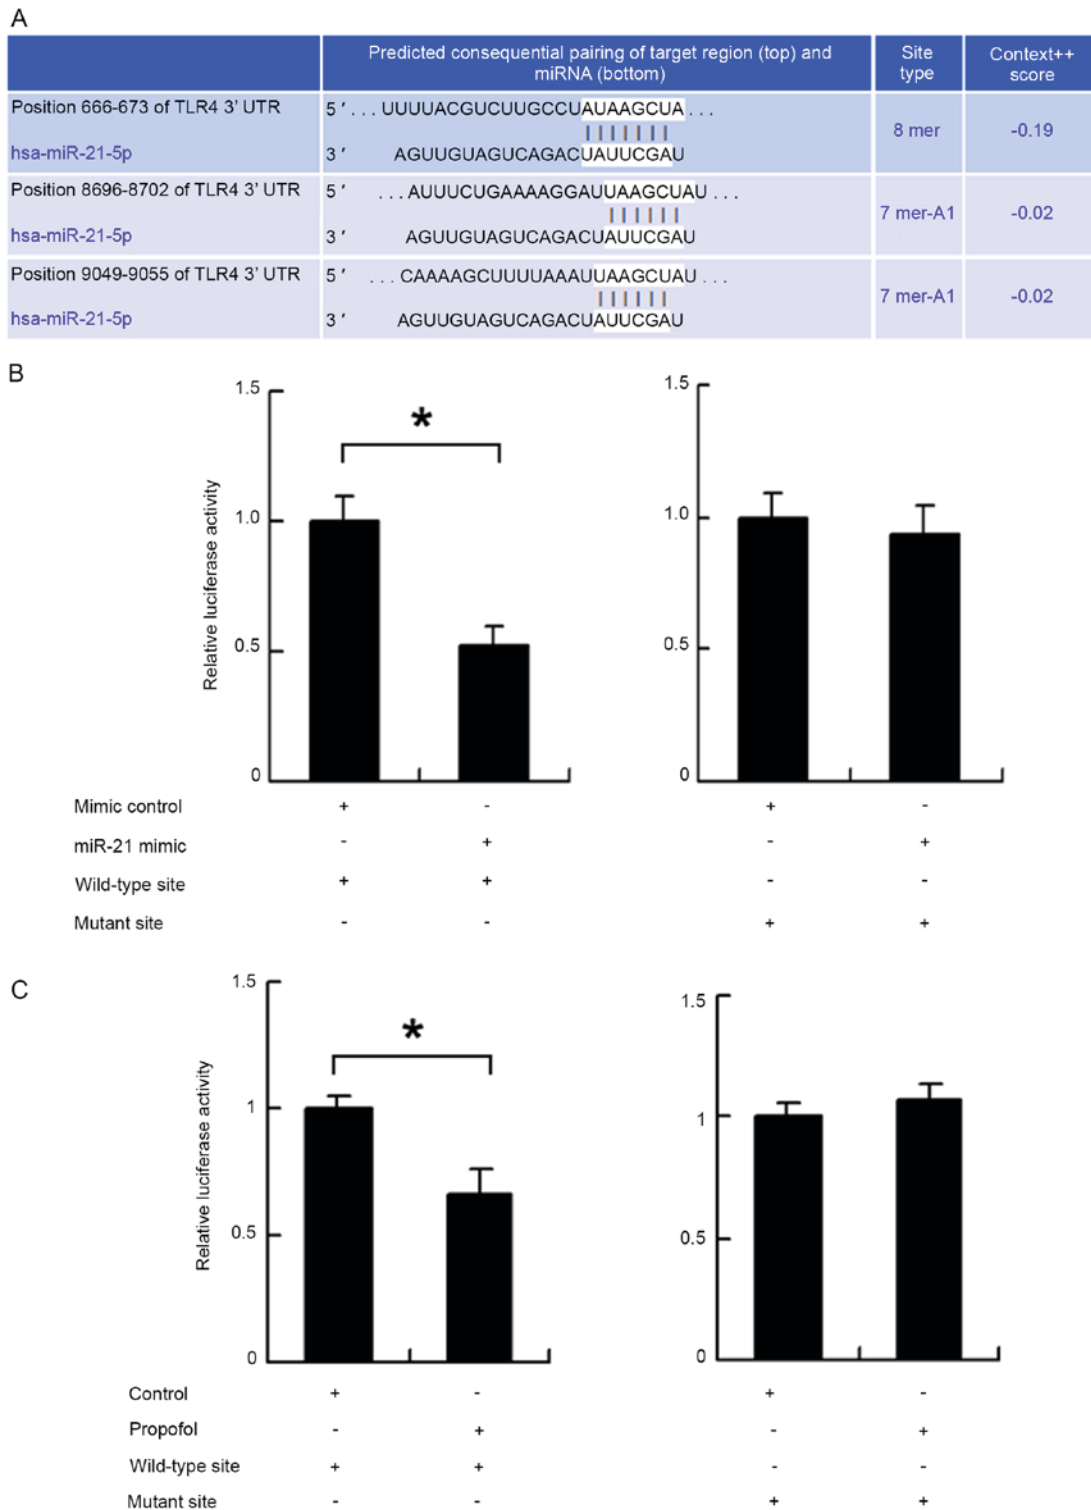 A
Predicted consequential pairing of target region (top) and miRNA (bottom)
Site type
Context++ score
Position 666-673 of TLR4 3' UTR
5 ' . . . UUUUACGUCUUGCCUAUAAGCUA . . .
hsa-miR-21-5p
3 ' AGUUGUAGUCAGACUAUUCGAU
8 mer
-0.19
Position 8696-8702 of TLR4 3' UTR
5 ' . . . AUUUCUGAAAAGGAUUAAGCUAU . . .
hsa-miR-21-5p
3 ' AGUUGUAGUCAGACUAUUCGAU
7 mer-A1
-0.02
Position 9049-9055 of TLR4 3' UTR
5 ' . . . CAAAAGCUUUUAAAUUAAGCUAU . . .
hsa-miR-21-5p
3 ' AGUUGUAGUCAGACUAUUCGAU
7 mer-A1
-0.02
B
Relative luciferase activity
1.5
1.0
0.5
0
*
1.5
1.0
0.5
0
Mimic control + - + -
miR-21 mimic - + - +
Wild-type site + + - -
Mutant site - - + +
C
Relative luciferase activity
1.5
1
0.5
0
*
1.5
1
0.5
0
Control + - + -
Propofol - + - +
Wild-type site + + - -
Mutant site - - + +